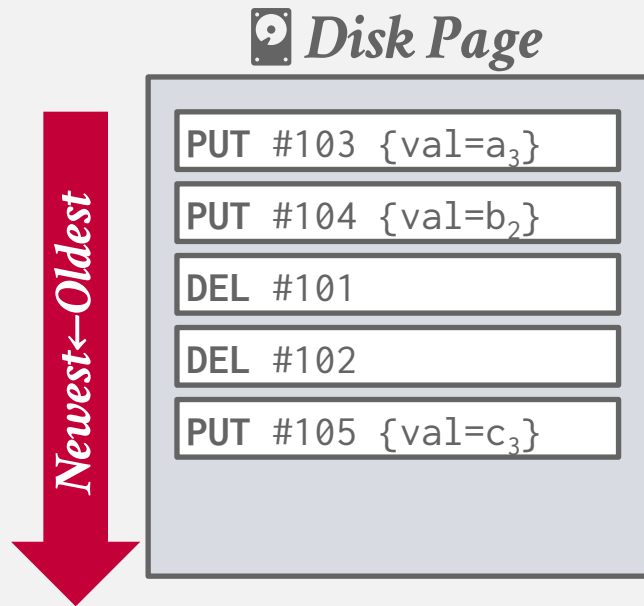 Disk Page
Newest←Oldest
PUT #103 {val=a₃}
PUT #104 {val=b₂}
DEL #101
DEL #102
PUT #105 {val=c₃}